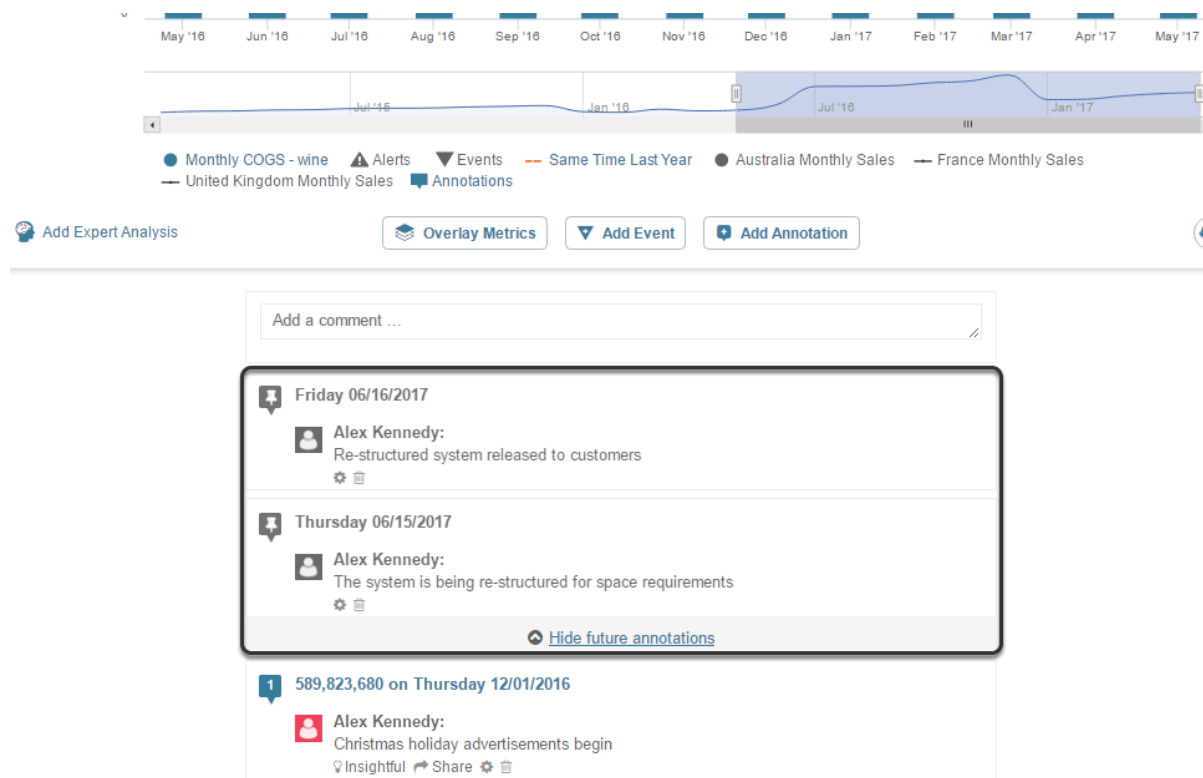 0
May '16 Jun '16 Jul '16 Aug '16 Sep '16 Oct '16 Nov '16 Dec '16 Jan '17 Feb '17 Mar '17 Apr '17 May '17
Jul '15 Jan '16 Jul '16 Jan '17
Monthly COGS - wine Alerts Events Same Time Last Year Australia Monthly Sales France Monthly Sales
United Kingdom Monthly Sales Annotations
Add Expert Analysis Overlay Metrics Add Event Add Annotation
Add a comment ...
Friday 06/16/2017
Alex Kennedy:
Re-structured system released to customers
Thursday 06/15/2017
Alex Kennedy:
The system is being re-structured for space requirements
Hide future annotations
1 589,823,680 on Thursday 12/01/2016
Alex Kennedy:
Christmas holiday advertisements begin
Insightful Share